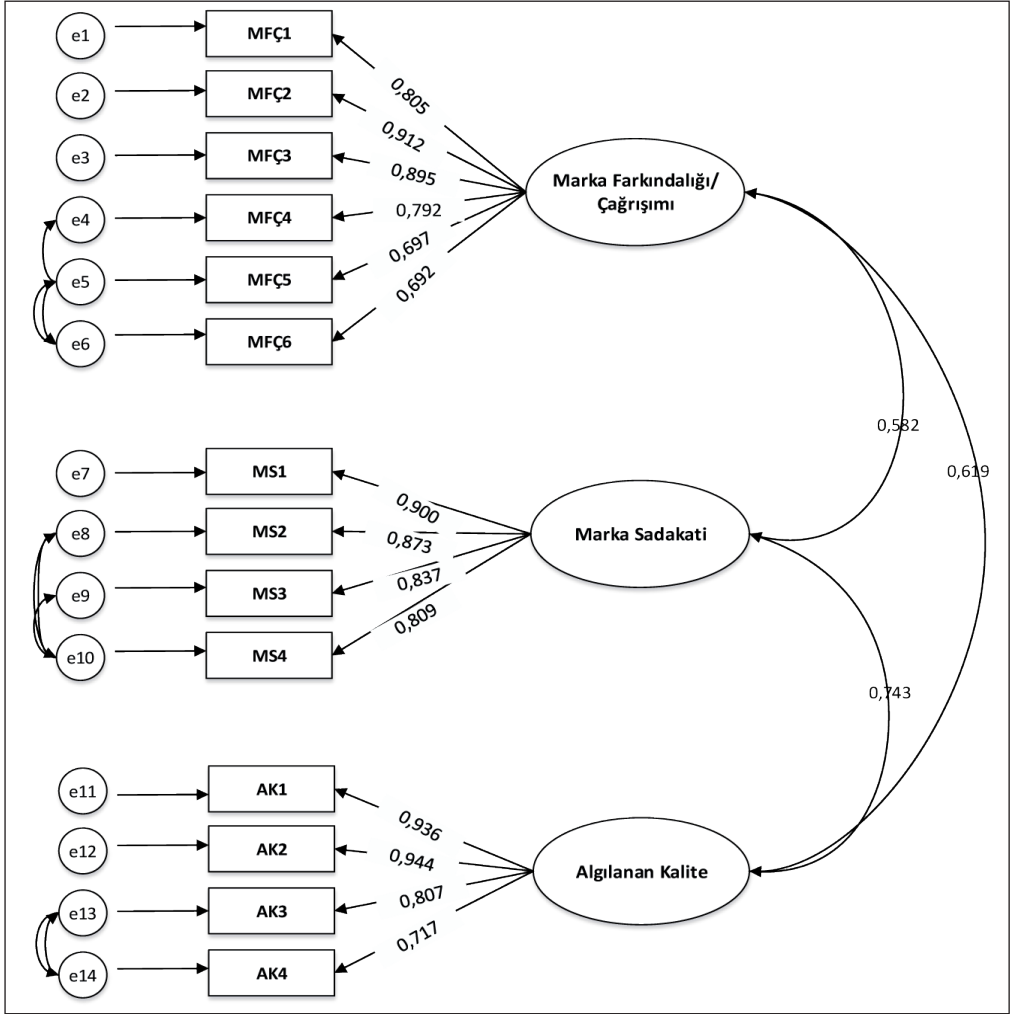 e1
MFÇ1
0,805
e2
MFÇ2
0,912
e3
MFÇ3
0,895
e4
MFÇ4
0,792
e5
MFÇ5
0,697
e6
MFÇ6
0,692
Marka Farkındalığı/
Çağrışımı
0,582
0,619
e7
MS1
0,900
e8
MS2
0,873
e9
MS3
0,837
e10
MS4
0,809
Marka Sadakati
0,743
e11
AK1
0,936
e12
AK2
0,944
e13
AK3
0,807
e14
AK4
0,717
Algılanan Kalite